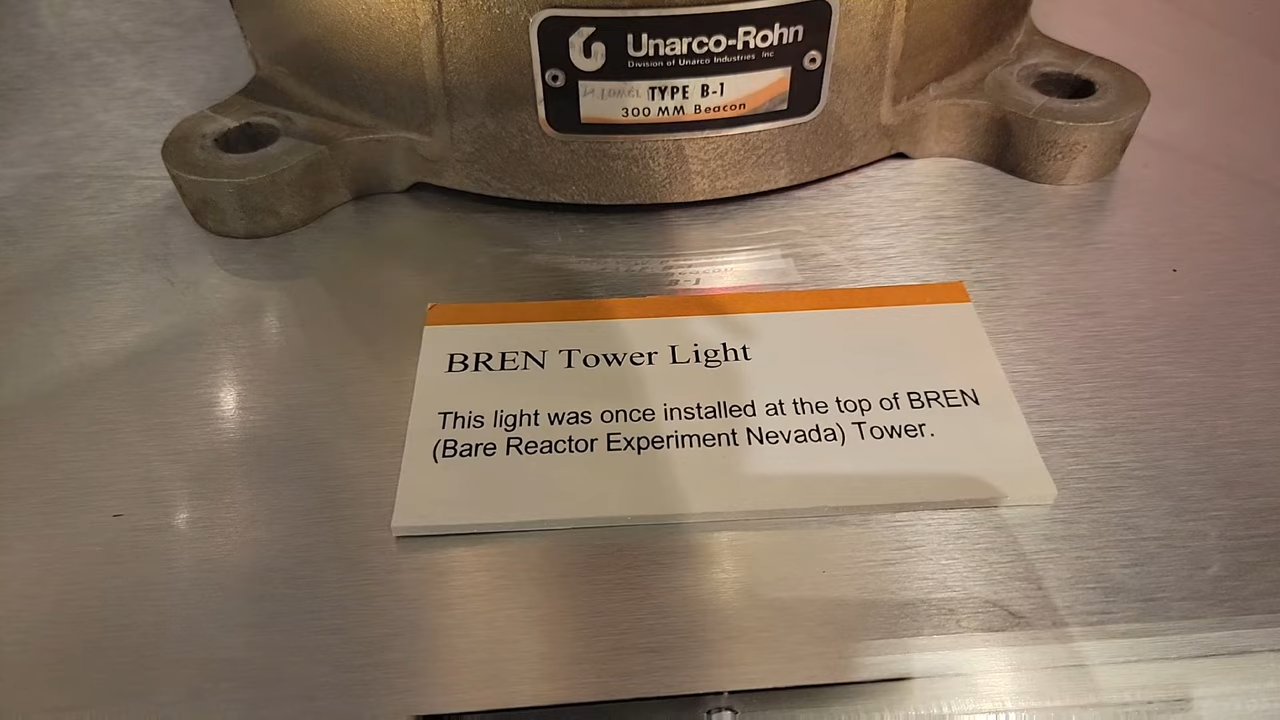 Unarco-Rohn
Division of Unarco Industries Inc
TYPE B-1
300 MM Beacon
BREN Tower Light
This light was once installed at the top of BREN
(Bare Reactor Experiment Nevada) Tower.